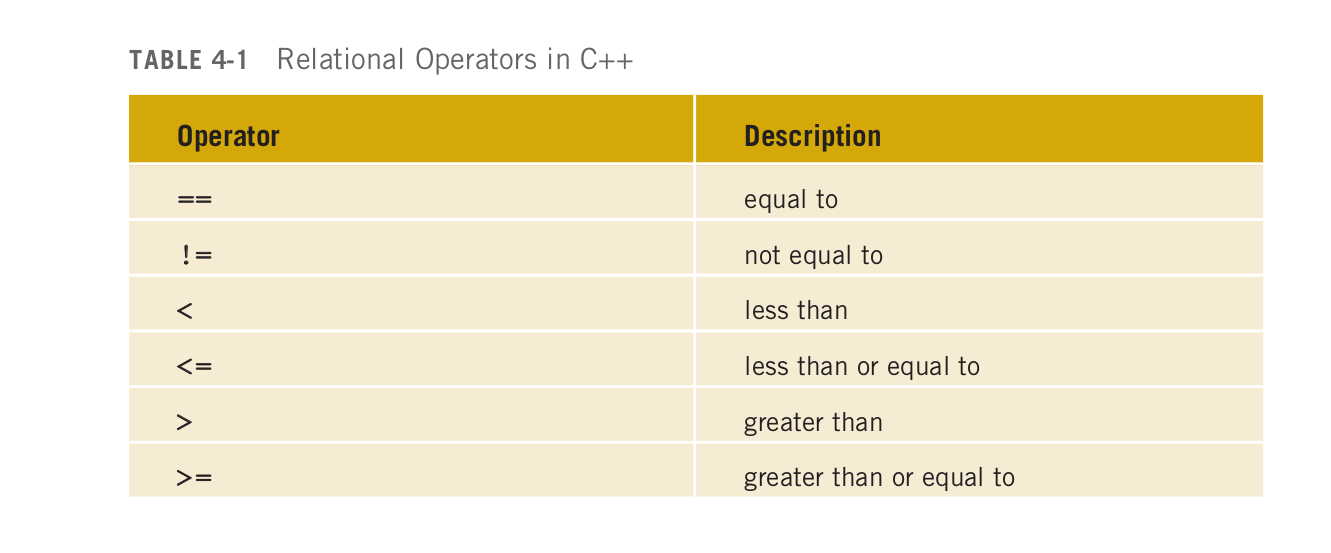 TABLE 4-1 Relational Operators in C++
Operator Description
== equal to
!= not equal to
< less than
<= less than or equal to
> greater than
>= greater than or equal to